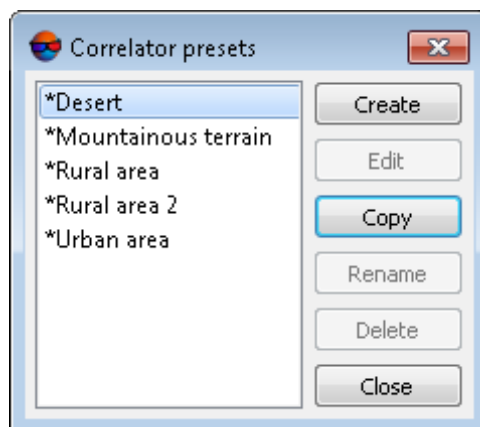 Correlator presets
*Desert
*Mountainous terrain
*Rural area
*Rural area 2
*Urban area
Create
Edit
Copy
Rename
Delete
Close